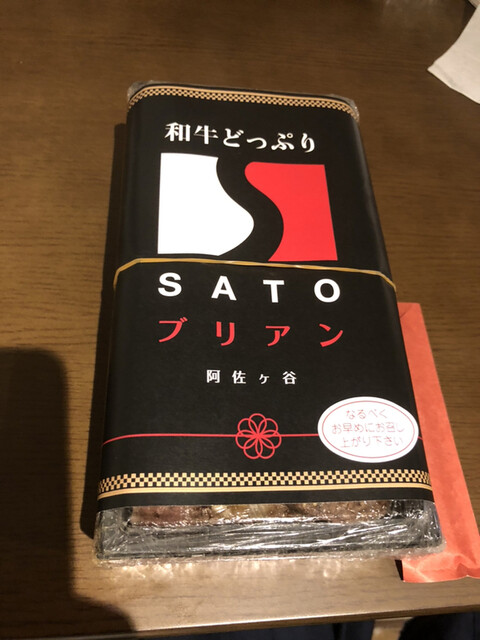 和牛どっぷり
SATO
ブリアン
阿佐ヶ谷
なるべく
お早めにお召し
上がり下さい